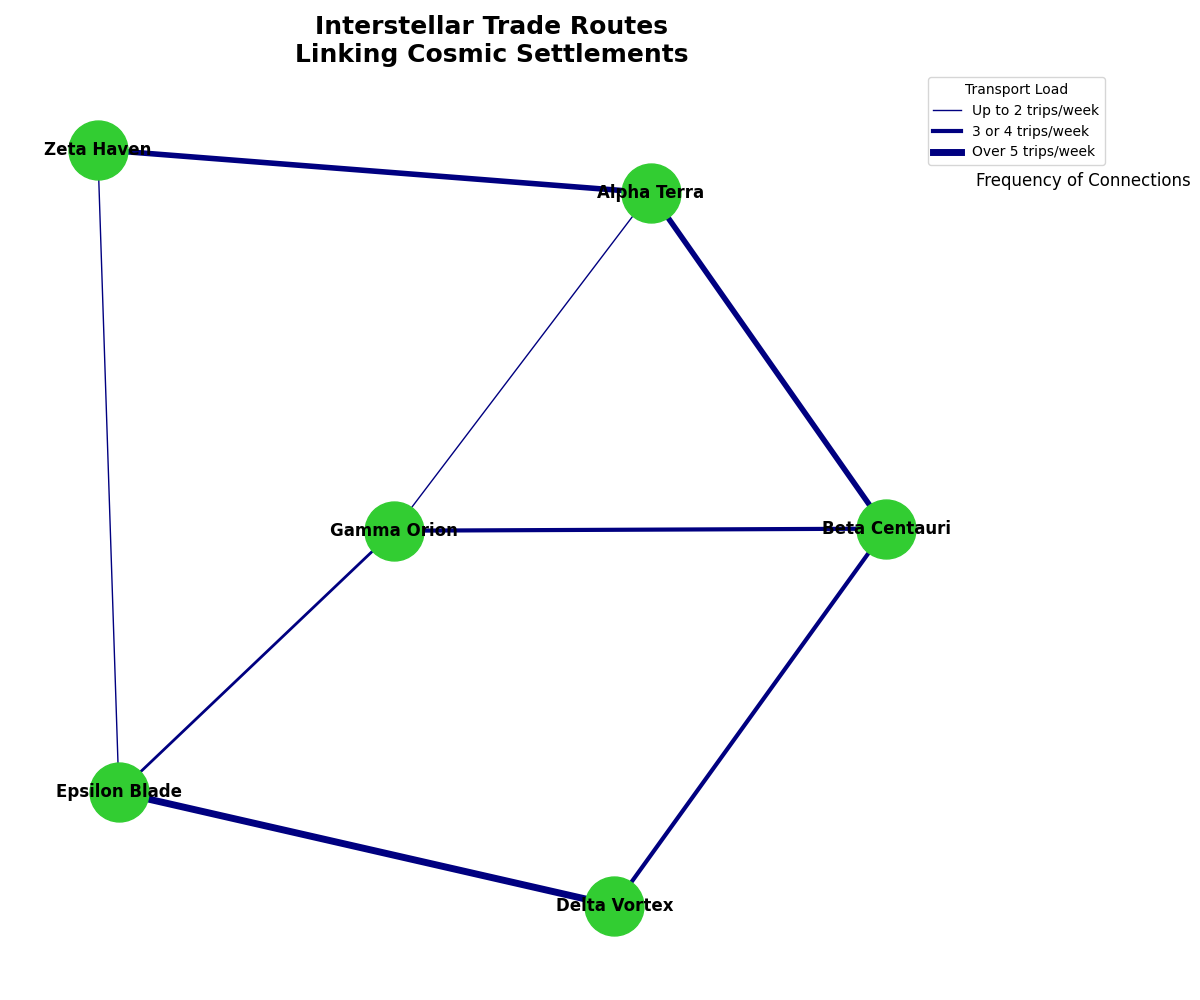 Interstellar Trade Routes
Linking Cosmic Settlements
Transport Load
Up to 2 trips/week
3 or 4 trips/week
Over 5 trips/week
Frequency of Connections
Zeta Haven
Alpha Terra
Gamma Orion
Beta Centauri
Epsilon Blade
Delta Vortex